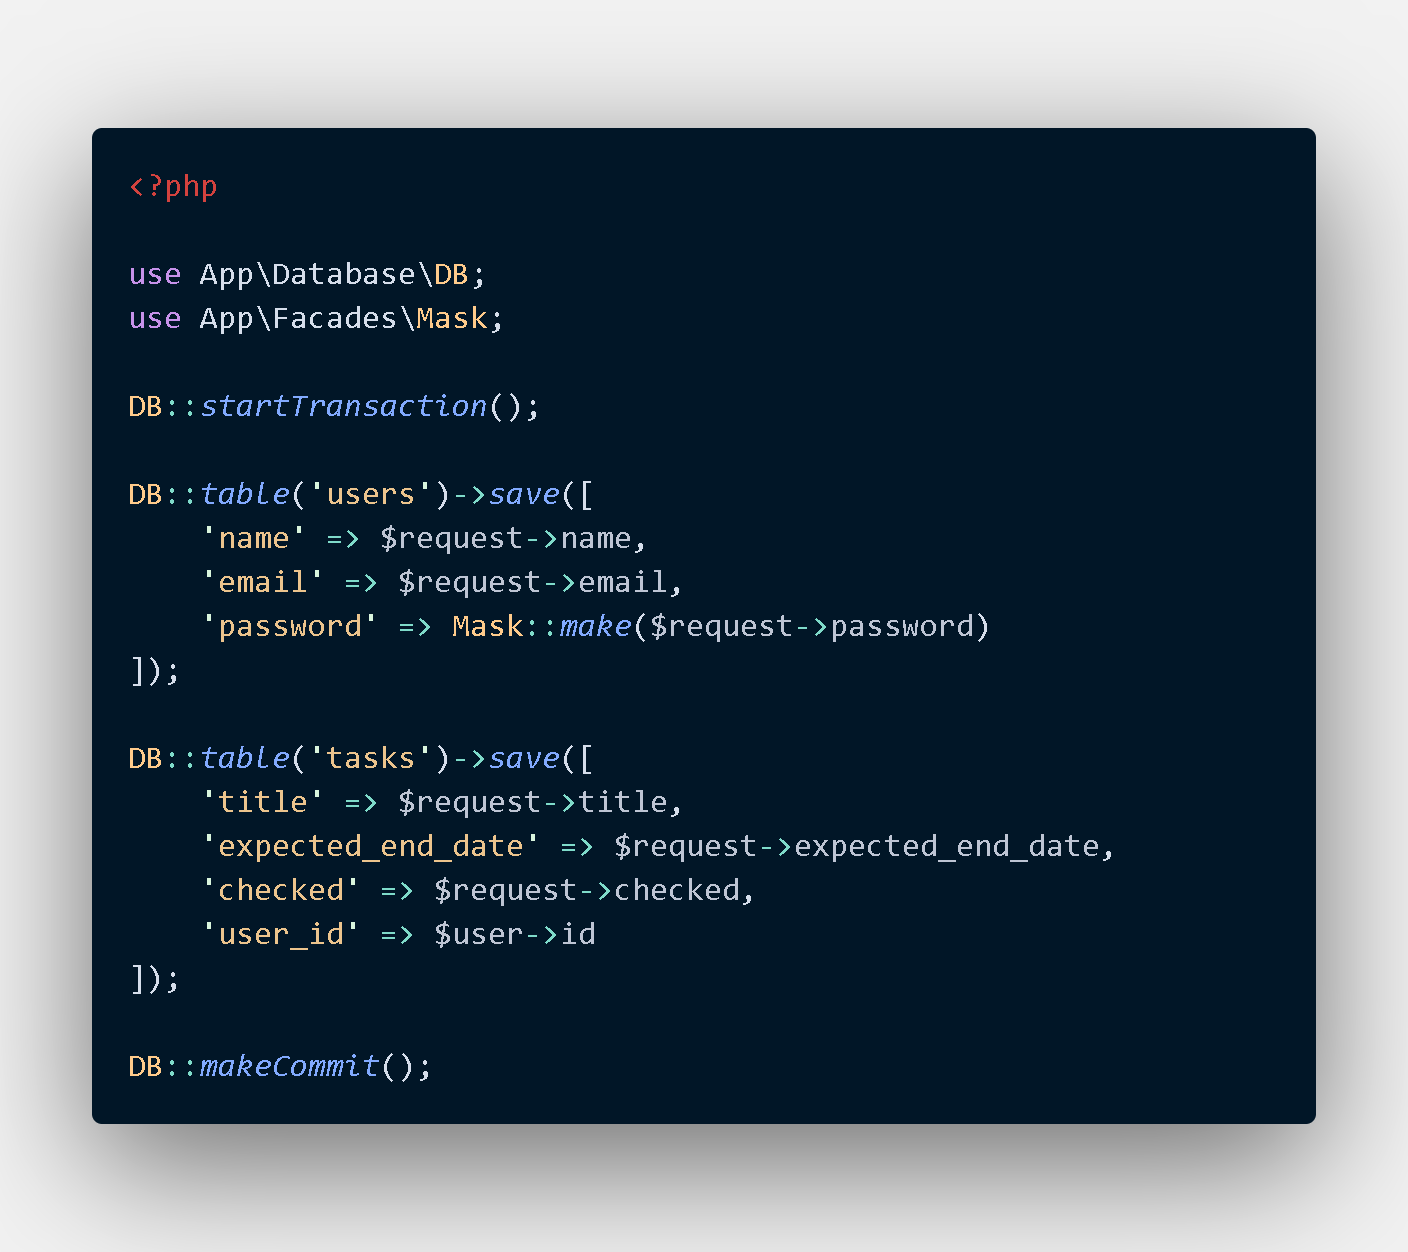 <?php
use App\Database\DB;
use App\Facades\Mask;
DB::startTransaction();
DB::table('users')->save([
    'name' => $request->name,
    'email' => $request->email,
    'password' => Mask::make($request->password)
]);
DB::table('tasks')->save([
    'title' => $request->title,
    'expected_end_date' => $request->expected_end_date,
    'checked' => $request->checked,
    'user_id' => $user->id
]);
DB::makeCommit();